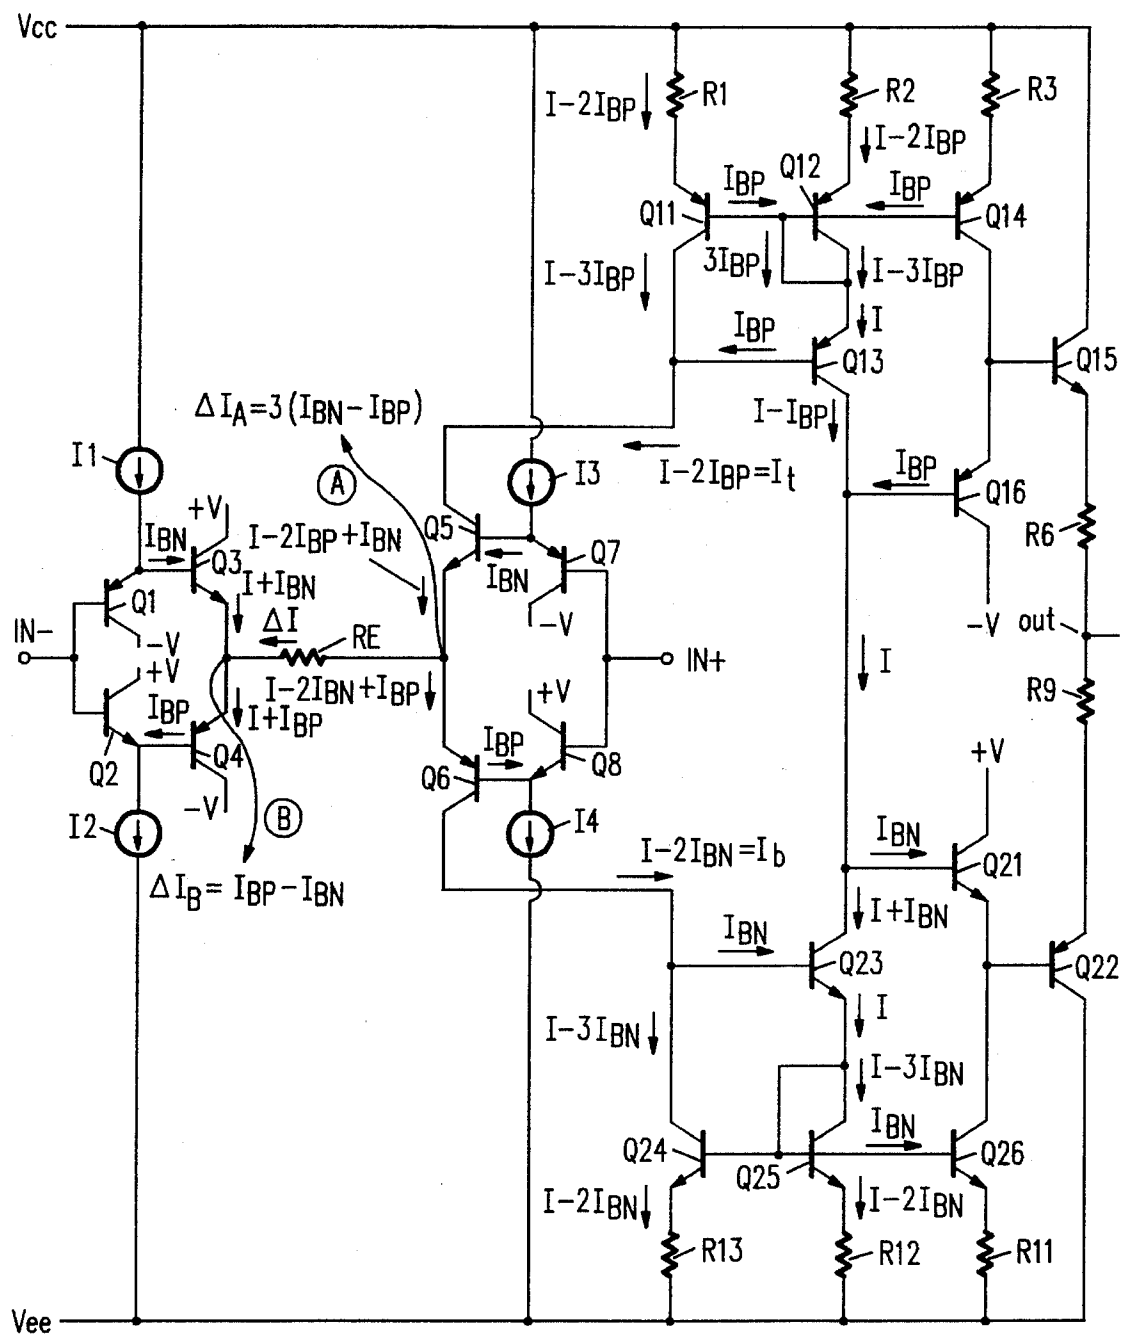 Vcc
I-2IBP
R1
R2
R3
I-2IBP
Q12
IBP
IBP
Q11
Q14
3IBP
I-3IBP
I-3IBP
I
IBP
Q13
Q15
ΔIA=3(IBN-IBP)
I-IBP
I1
A
I3
I-2IBP=It
IBP
Q16
+V
Q5
R6
IBN
I-2IBP+IBN
Q7
Q3
IBN
I+IBN
Q1
-V
-V
IN-
ΔI
RE
out
-V
+V
I
IN+
I-2IBN+IBP
+V
R9
IBP
I+IBP
IBP
+V
Q2
Q4
Q6
Q8
-V
I2
B
I4
IBN
I-2IBN=Ib
Q21
ΔIB=IBP-IBN
I+IBN
IBN
Q23
Q22
I
I-3IBN
I-3IBN
IBN
Q24
Q25
Q26
I-2IBN
I-2IBN
R13
R12
R11
Vee